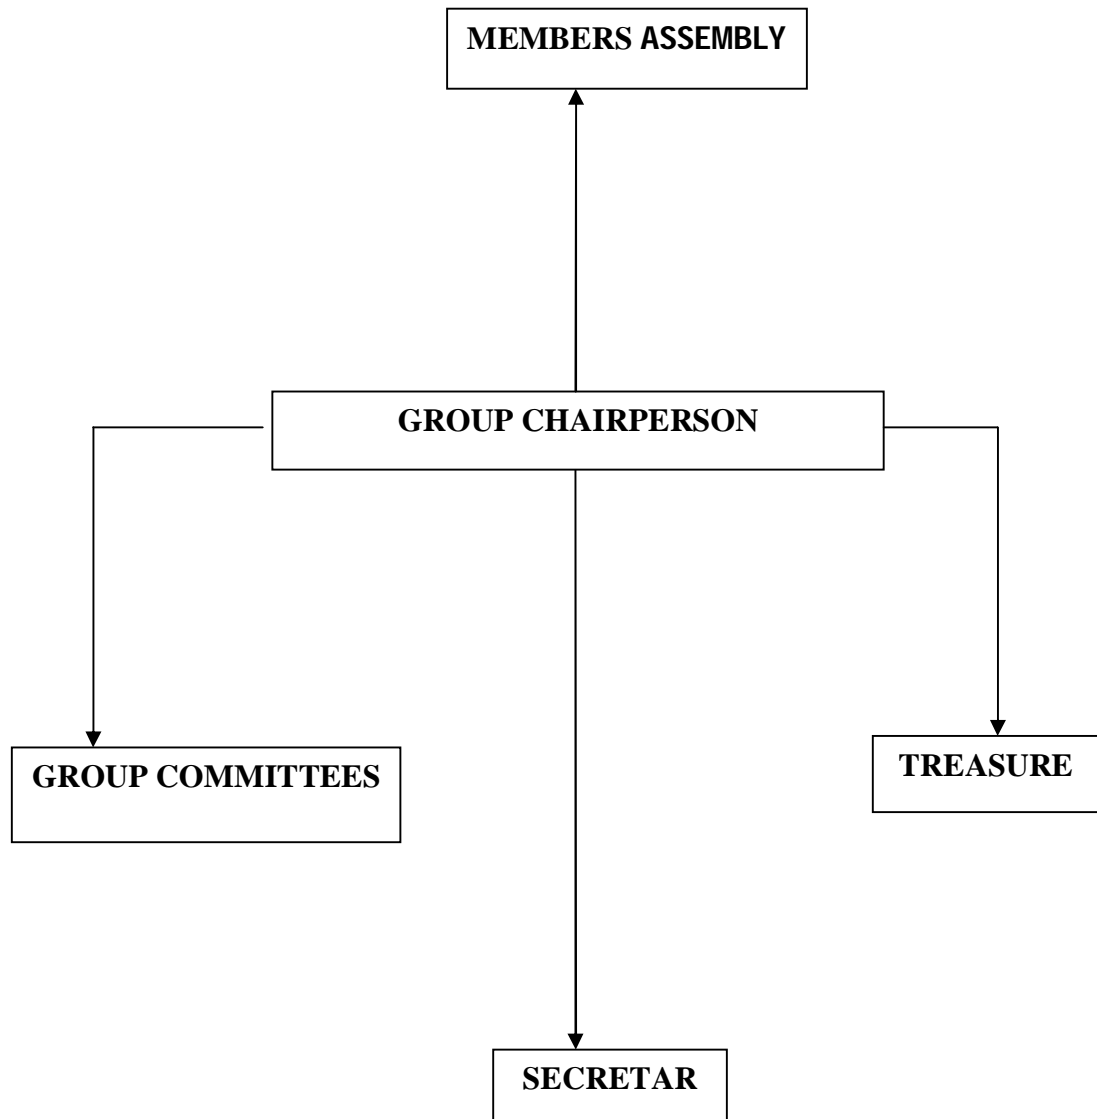 MEMBERS ASSEMBLY
GROUP CHAIRPERSON
GROUP COMMITTEES
TREASURE
SECRETAR